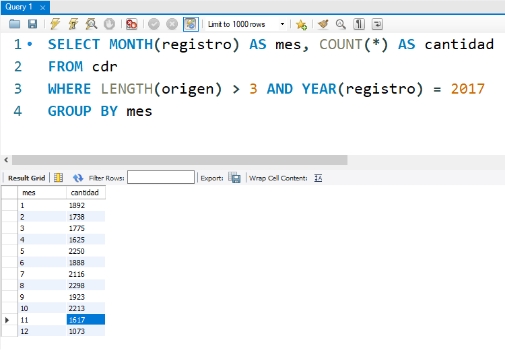 Query 1
Limit to 1000 rows
1 SELECT MONTH(registro) AS mes, COUNT(*) AS cantidad
2 FROM cdr
3 WHERE LENGTH(origen) > 3 AND YEAR(registro) = 2017
4 GROUP BY mes
Result Grid Filter Rows: Export: Wrap Cell Content:
mes cantidad
1 1892
2 1738
3 1775
4 1625
5 2250
6 1888
7 2116
8 2298
9 1923
10 2213
11 1617
12 1073